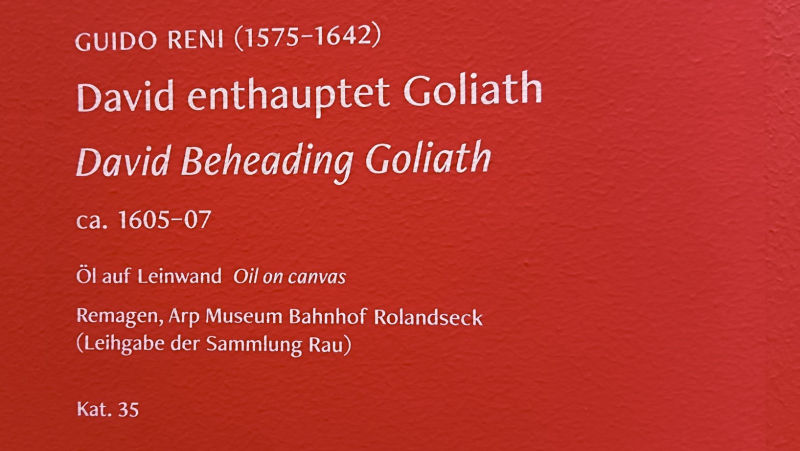 GUIDO RENI (1575–1642)
David enthauptet Goliath
David Beheading Goliath
ca. 1605–07
Öl auf Leinwand Oil on canvas
Remagen, Arp Museum Bahnhof Rolandseck
(Leihgabe der Sammlung Rau)
Kat. 35